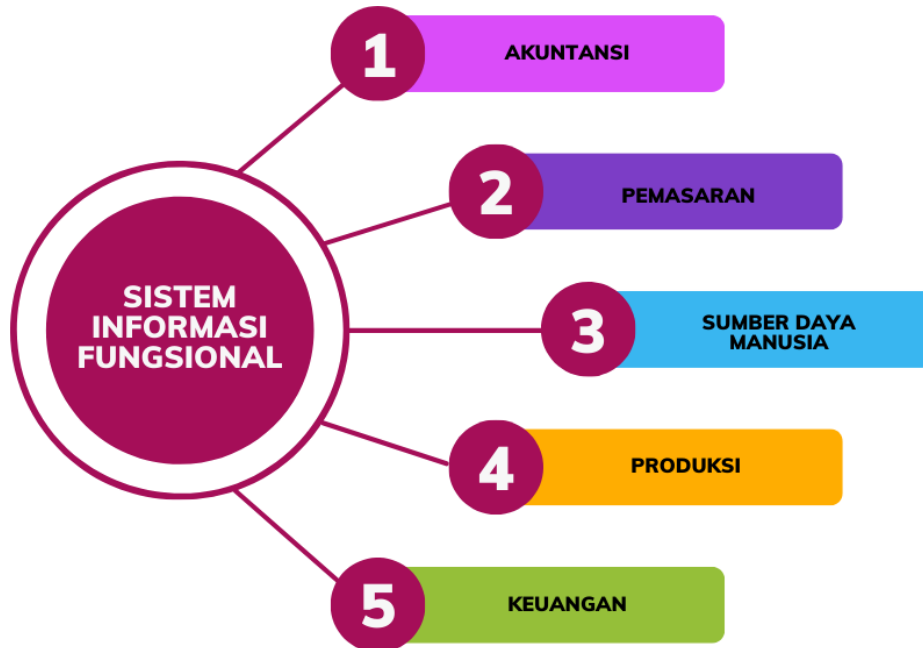 SISTEM
INFORMASI
FUNGSIONAL
1
AKUNTANSI
2
PEMASARAN
3
SUMBER DAYA
MANUSIA
4
PRODUKSI
5
KEUANGAN